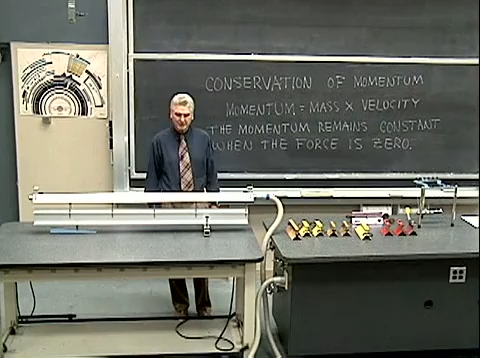 CONSERVATION OF MOMENTUM
MOMENTUM = MASS X VELOCITY
THE MOMENTUM REMAINS CONSTANT
WHEN THE FORCE IS ZERO.